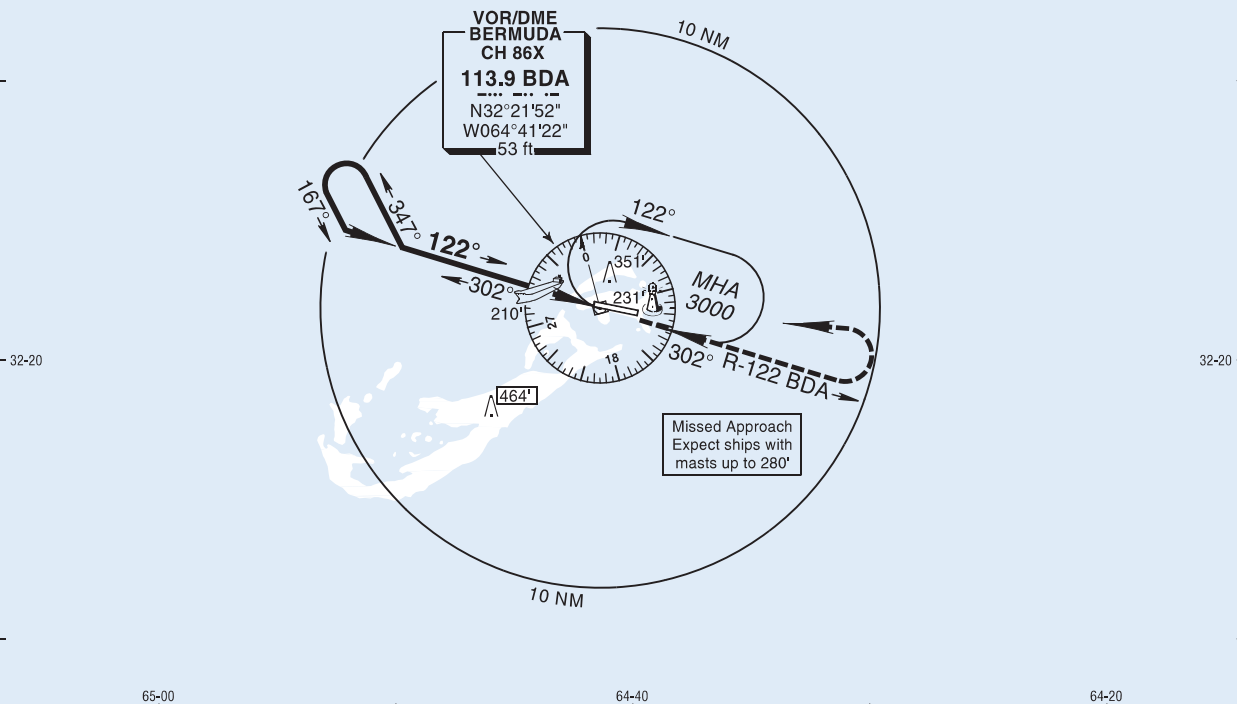 VOR/DME
BERMUDA
CH 86X
113.9 BDA
N32°21'52"
W064°41'22"
53 ft
10 NM
167°
347°
122°
302°
210'
122°
MHA
3000
0
351'
231'
27
18
302° R-122 BDA
32-20
32-20
464'
Missed Approach
Expect ships with
masts up to 280'
10 NM
65-00
64-40
64-20